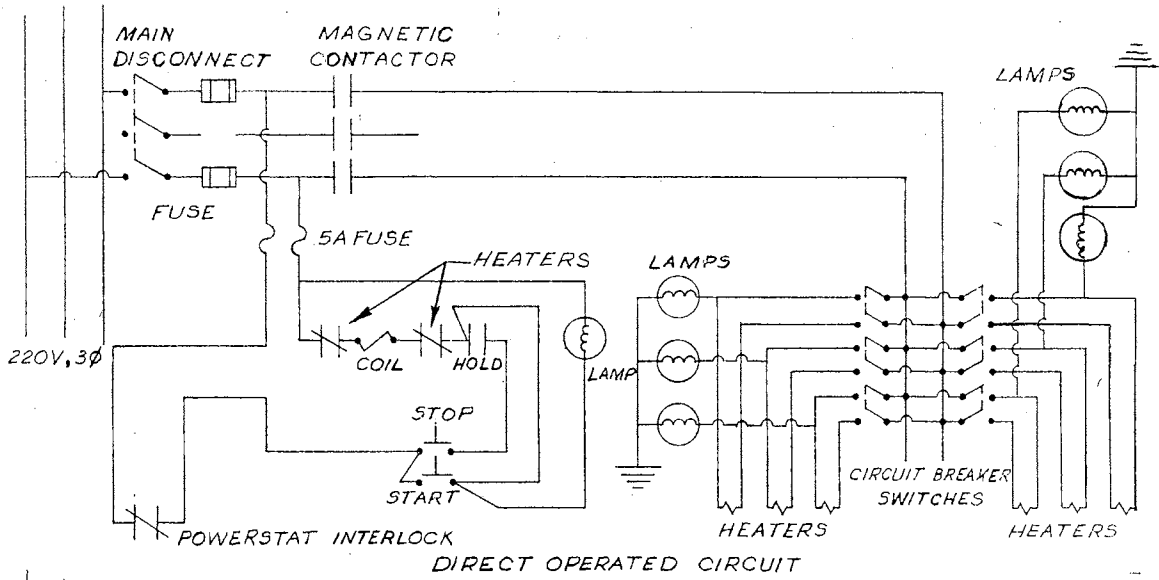 MAIN
DISCONNECT
MAGNETIC
CONTACTOR
LAMPS
FUSE
5A FUSE
HEATERS
LAMPS
220V, 3Ø
COIL
HOLD
LAMP
STOP
START
CIRCUIT BREAKER
SWITCHES
POWERSTAT INTERLOCK
HEATERS
HEATERS
DIRECT OPERATED CIRCUIT